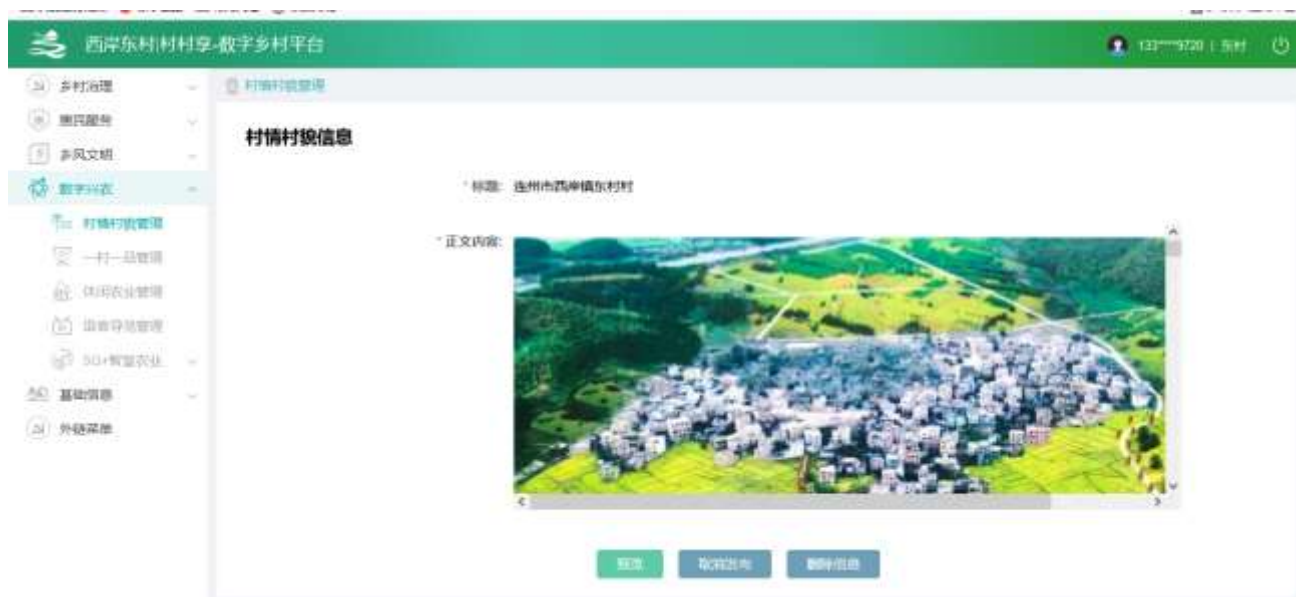 西岸东村|村村享-数字乡村平台
133****9720 | 东村
乡村治理
村情村貌管理
惠民服务
村情村貌信息
乡风文明
数字兴农
*标题: 连州市西岸镇东村村
村情村貌管理
*正文内容:
一村一品管理
休闲农业管理
语音导览管理
5G+智慧农业
基础信息
外链菜单
预览
取消发布
删除信息